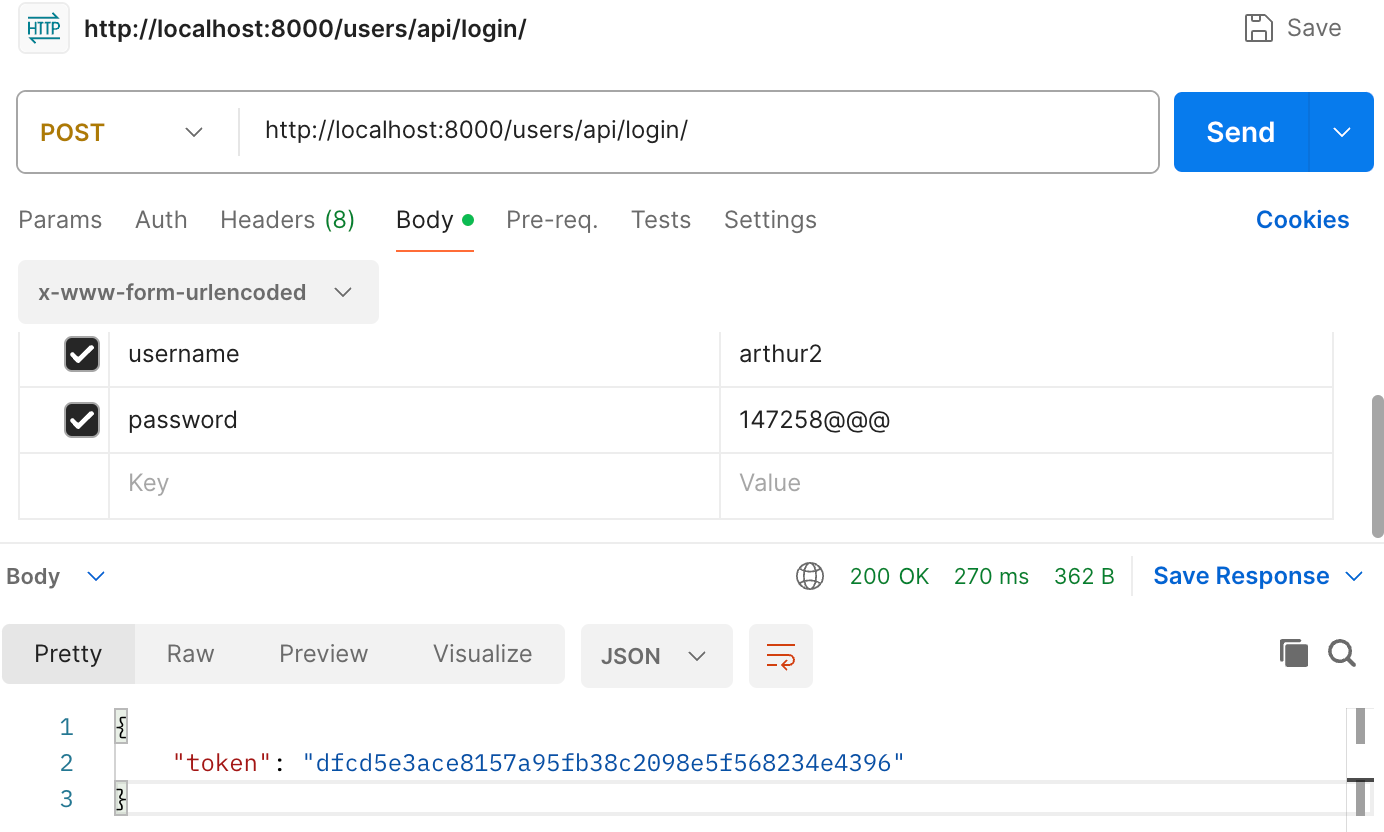 HTTP http://localhost:8000/users/api/login/ Save
POST http://localhost:8000/users/api/login/ Send
Params Auth Headers (8) Body Pre-req. Tests Settings Cookies
x-www-form-urlencoded
username arthur2
password 147258@@@
Key Value
Body 200 OK 270 ms 362 B Save Response
Pretty Raw Preview Visualize JSON
1 {
2 "token": "dfcd5e3ace8157a95fb38c2098e5f568234e4396"
3 }